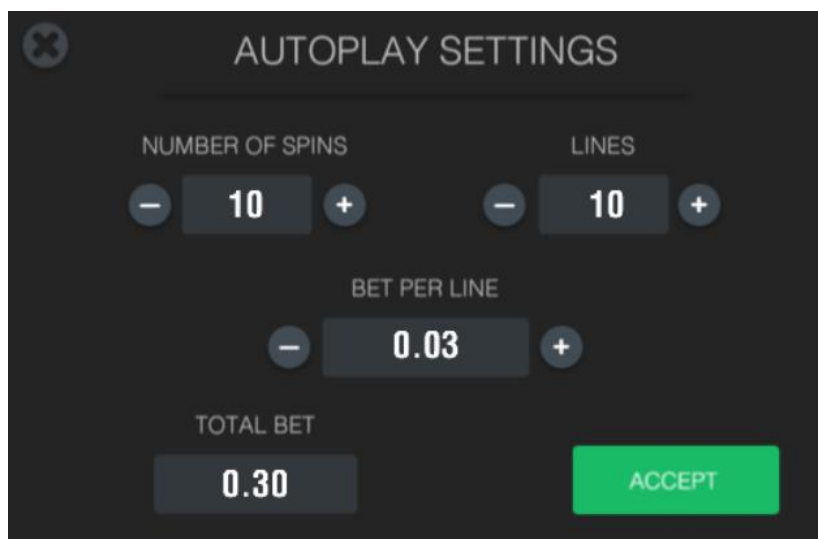 AUTOPLAY SETTINGS
NUMBER OF SPINS LINES
10 10
BET PER LINE
0.03
TOTAL BET
0.30
ACCEPT